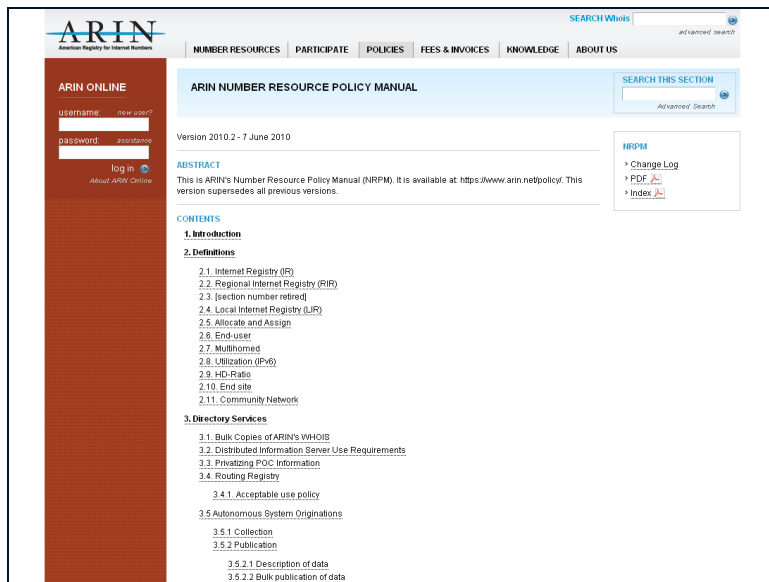 SEARCH Whois
advanced search
ARIN
American Registry for Internet Numbers
NUMBER RESOURCES
PARTICIPATE
POLICIES
FEES & INVOICES
KNOWLEDGE
ABOUT US
ARIN ONLINE
username: new user?
password: assistance
log in
About ARIN Online
ARIN NUMBER RESOURCE POLICY MANUAL
SEARCH THIS SECTION
Advanced Search
Version 2010.2 - 7 June 2010
ABSTRACT
This is ARIN's Number Resource Policy Manual (NRPM). It is available at: https://www.arin.net/policy/. This
version supersedes all previous versions.
NRPM
Change Log
PDF
Index
CONTENTS
1. Introduction
2. Definitions
2.1. Internet Registry (IR)
2.2. Regional Internet Registry (RIR)
2.3. [section number retired]
2.4. Local Internet Registry (LIR)
2.5. Allocate and Assign
2.6. End-user
2.7. Multihomed
2.8. Utilization (IPv6)
2.9. HD-Ratio
2.10. End site
2.11. Community Network
3. Directory Services
3.1. Bulk Copies of ARIN's WHOIS
3.2. Distributed Information Server Use Requirements
3.3. Privatizing POC Information
3.4. Routing Registry
3.4.1. Acceptable use policy
3.5 Autonomous System Originations
3.5.1 Collection
3.5.2 Publication
3.5.2.1 Description of data
3.5.2.2 Bulk publication of data